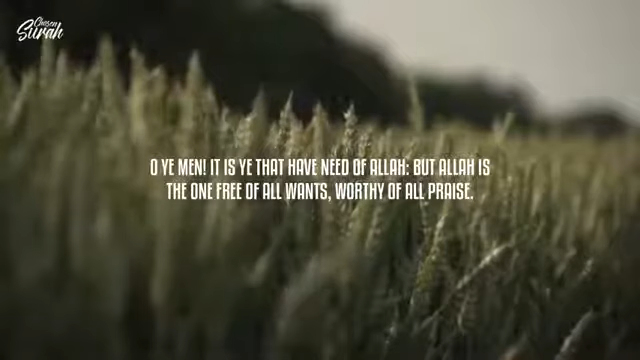 Chosen
Surah
O YE MEN! IT IS YE THAT HAVE NEED OF ALLAH: BUT ALLAH IS
THE ONE FREE OF ALL WANTS, WORTHY OF ALL PRAISE.